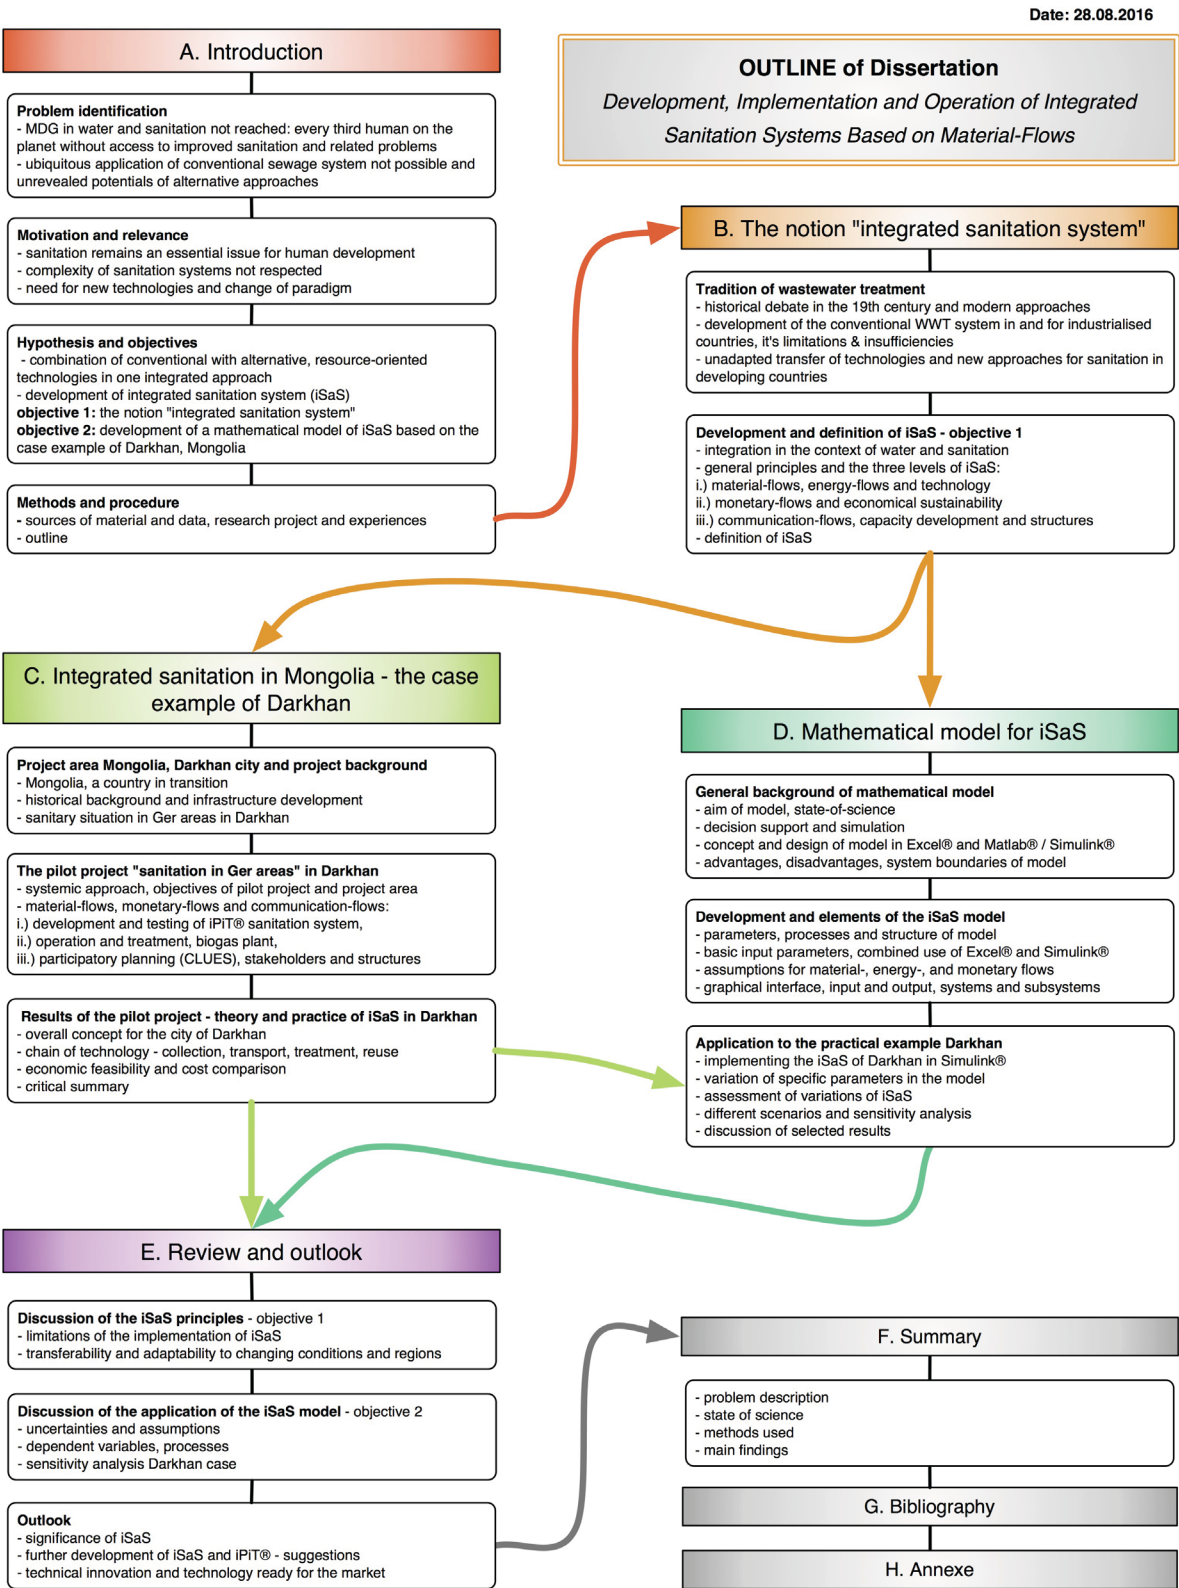 Date: 28.08.2016
OUTLINE of Dissertation
Development, Implementation and Operation of Integrated
Sanitation Systems Based on Material-Flows
A. Introduction
Problem identification
- MDG in water and sanitation not reached: every third human on the
planet without access to improved sanitation and related problems
- ubiquitous application of conventional sewage system not possible and
unrevealed potentials of alternative approaches
Motivation and relevance
- sanitation remains an essential issue for human development
- complexity of sanitation systems not respected
- need for new technologies and change of paradigm
Hypothesis and objectives
- combination of conventional with alternative, resource-oriented
technologies in one integrated approach
- development of integrated sanitation system (iSaS)
objective 1: the notion "integrated sanitation system"
objective 2: development of a mathematical model of iSaS based on the
case example of Darkhan, Mongolia
Methods and procedure
- sources of material and data, research project and experiences
- outline
B. The notion "integrated sanitation system"
Tradition of wastewater treatment
- historical debate in the 19th century and modern approaches
- development of the conventional WWT system in and for industrialised
countries, it's limitations & insufficiencies
- unadapted transfer of technologies and new approaches for sanitation in
developing countries
Development and definition of iSaS - objective 1
- integration in the context of water and sanitation
- general principles and the three levels of iSaS:
i.) material-flows, energy-flows and technology
ii.) monetary-flows and economical sustainability
iii.) communication-flows, capacity development and structures
- definition of iSaS
C. Integrated sanitation in Mongolia - the case
example of Darkhan
Project area Mongolia, Darkhan city and project background
- Mongolia, a country in transition
- historical background and infrastructure development
- sanitary situation in Ger areas in Darkhan
The pilot project "sanitation in Ger areas" in Darkhan
- systemic approach, objectives of pilot project and project area
- material-flows, monetary-flows and communication-flows:
i.) development and testing of iPiT® sanitation system,
ii.) operation and treatment, biogas plant,
iii.) participatory planning (CLUES), stakeholders and structures
Results of the pilot project - theory and practice of iSaS in Darkhan
- overall concept for the city of Darkhan
- chain of technology - collection, transport, treatment, reuse
- economic feasibility and cost comparison
- critical summary
D. Mathematical model for iSaS
General background of mathematical model
- aim of model, state-of-science
- decision support and simulation
- concept and design of model in Excel® and Matlab® / Simulink®
- advantages, disadvantages, system boundaries of model
Development and elements of the iSaS model
- parameters, processes and structure of model
- basic input parameters, combined use of Excel® and Simulink®
- assumptions for material-, energy-, and monetary flows
- graphical interface, input and output, systems and subsystems
Application to the practical example Darkhan
- implementing the iSaS of Darkhan in Simulink®
- variation of specific parameters in the model
- assessment of variations of iSaS
- different scenarios and sensitivity analysis
- discussion of selected results
E. Review and outlook
Discussion of the iSaS principles - objective 1
- limitations of the implementation of iSaS
- transferability and adaptability to changing conditions and regions
Discussion of the application of the iSaS model - objective 2
- uncertainties and assumptions
- dependent variables, processes
- sensitivity analysis Darkhan case
Outlook
- significance of iSaS
- further development of iSaS and iPiT® - suggestions
- technical innovation and technology ready for the market
F. Summary
- problem description
- state of science
- methods used
- main findings
G. Bibliography
H. Annexe